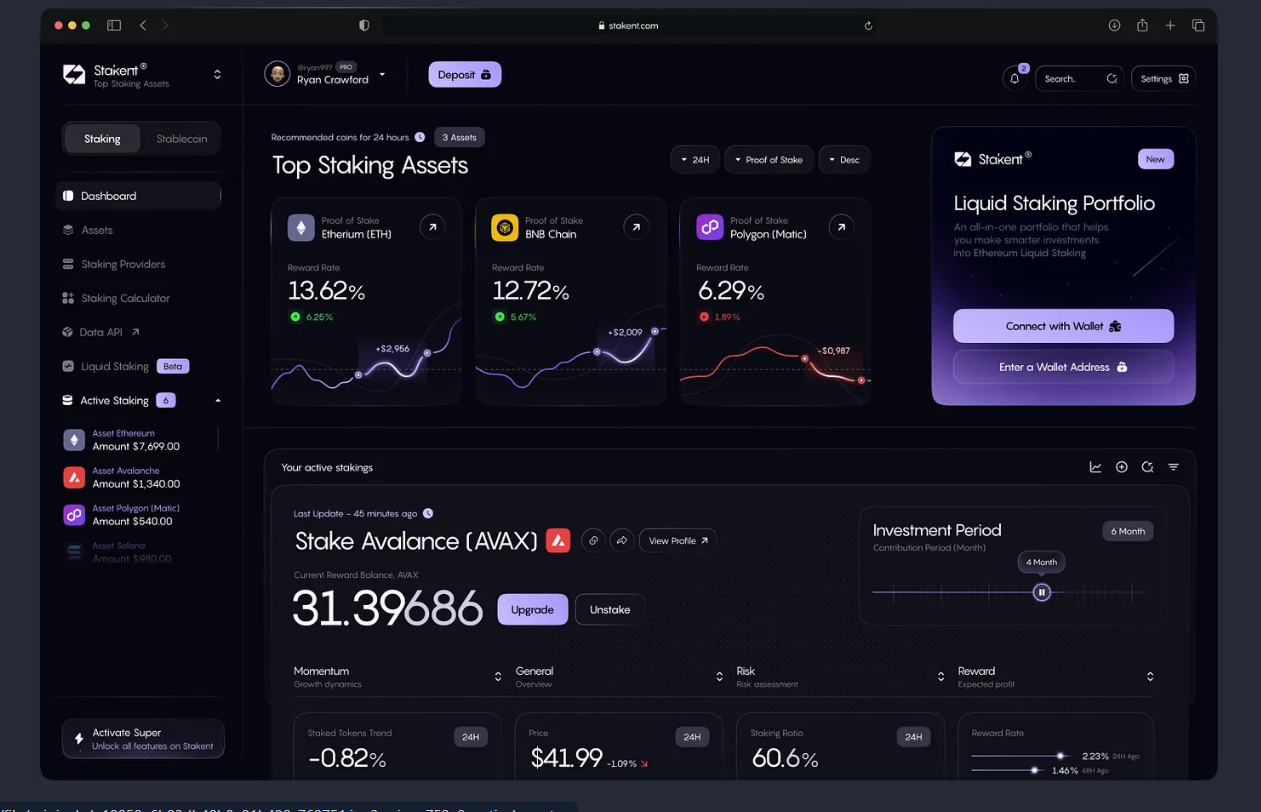 stakent.com
Stakent®
Top Staking Assets
Staking
Stablecoin
Dashboard
Assets
Staking Providers
Staking Calculator
Data API
Liquid Staking Beta
Active Staking 6
Asset Ethereum
Amount $7,699.00
Asset Avalanche
Amount $1,340.00
Asset Polygon (Matic)
Amount $540.00
Asset Solana
Amount $980.00
Activate Super
Unlock all features on Stakent
@ryan997 PRO
Ryan Crawford
Deposit
2
Search..
Settings
Recommended coins for 24 hours
3 Assets
Top Staking Assets
24H
Proof of Stake
Desc
Proof of Stake
Etherium (ETH)
Reward Rate
13.62%
6.25%
+$2,956
Proof of Stake
BNB Chain
Reward Rate
12.72%
5.67%
+$2,009
Proof of Stake
Polygon (Matic)
Reward Rate
6.29%
1.89%
-$0,987
Stakent®
New
Liquid Staking Portfolio
An all-in-one portfolio that helps
you make smarter investments
into Ethereum Liquid Staking
Connect with Wallet
Enter a Wallet Address
Your active stakings
Last Update – 45 minutes ago
Stake Avalance (AVAX)
View Profile
Current Reward Balance, AVAX
31.39686
Upgrade
Unstake
Investment Period
Contribution Period (Month)
6 Month
4 Month
Momentum
Growth dynamics
General
Overview
Risk
Risk assessment
Reward
Expected profit
Staked Tokens Trend
24H
-0.82%
Price
24H
$41.99 -1.09%
Staking Ratio
24H
60.6%
Reward Rate
2.23% 24H Ago
1.46% 48H Ago